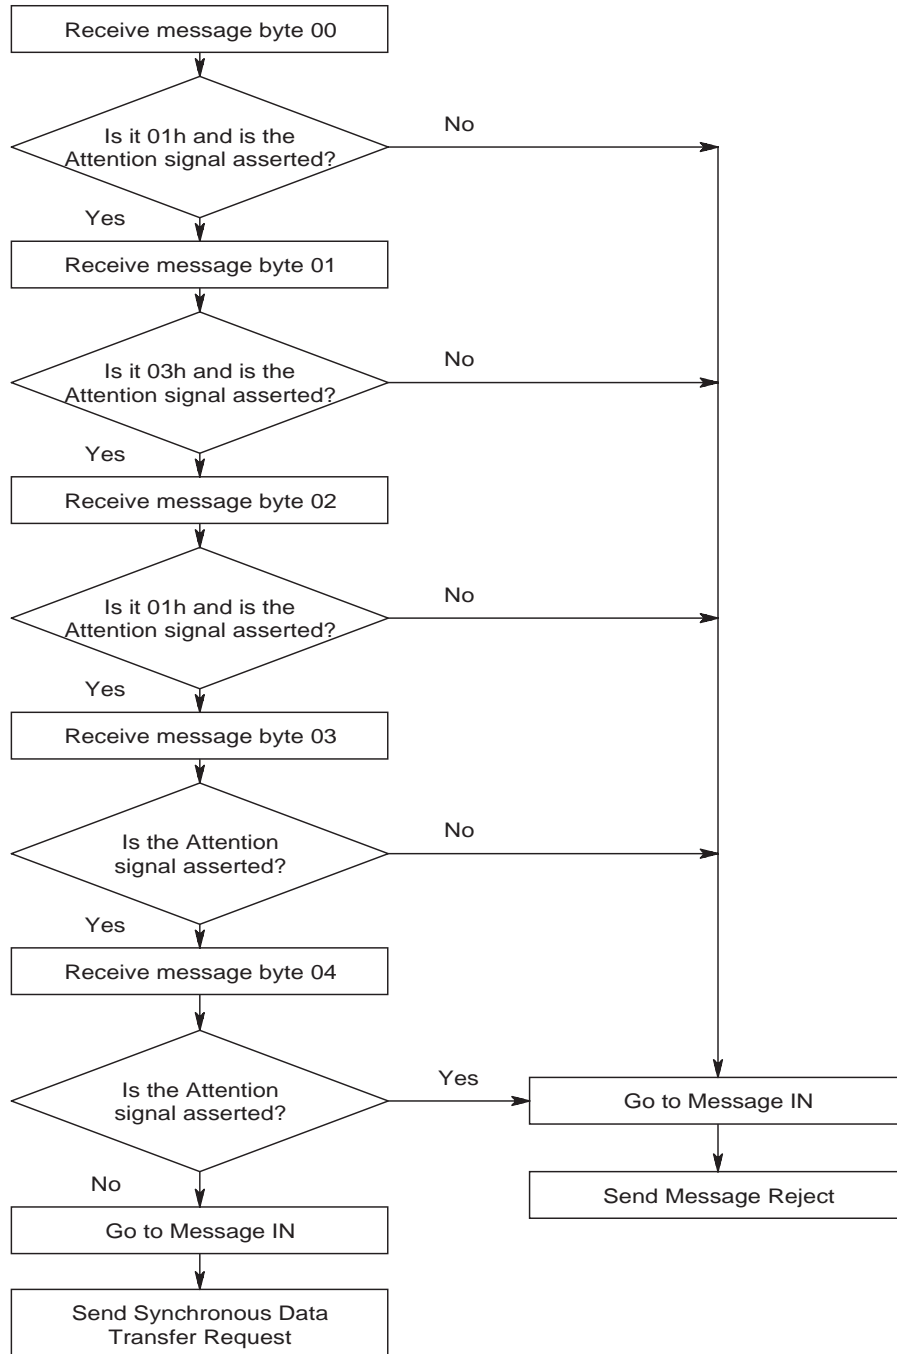 Receive message byte 00
Is it 01h and is the
Attention signal asserted?
No
Yes
Receive message byte 01
Is it 03h and is the
Attention signal asserted?
No
Yes
Receive message byte 02
Is it 01h and is the
Attention signal asserted?
No
Yes
Receive message byte 03
Is the Attention
signal asserted?
No
Yes
Receive message byte 04
Is the Attention
signal asserted?
Yes
Go to Message IN
Send Message Reject
No
Go to Message IN
Send Synchronous Data
Transfer Request